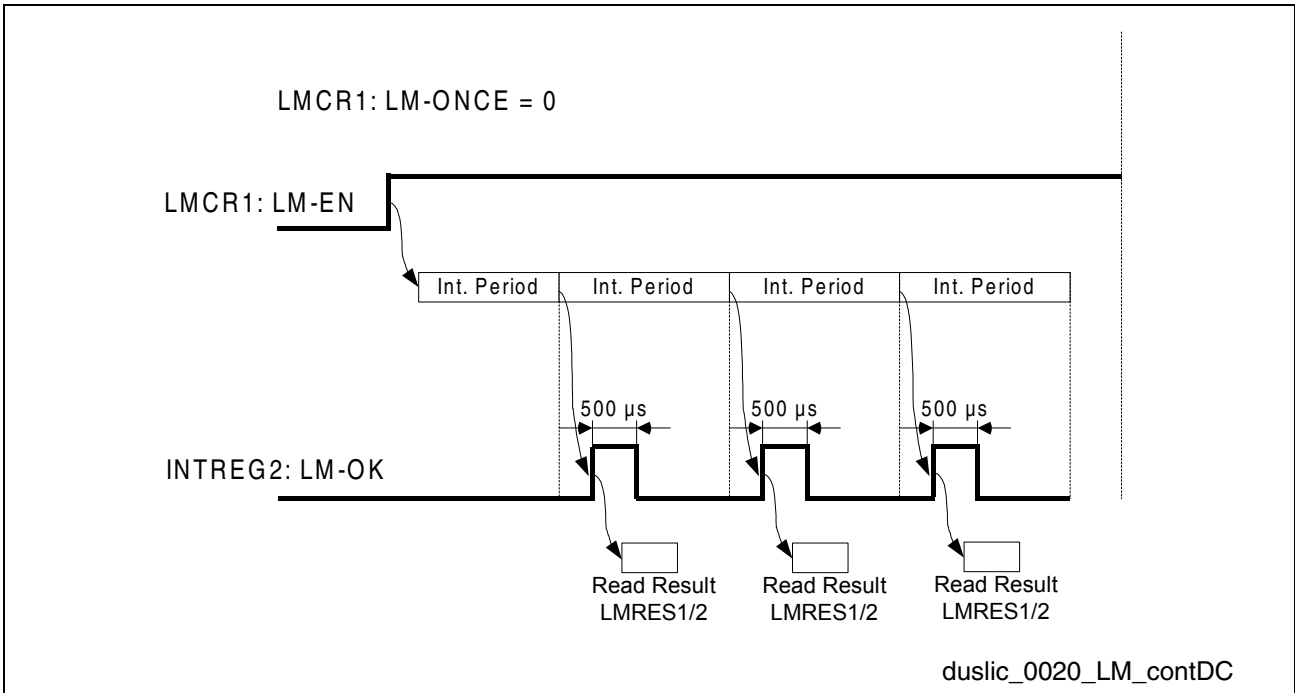 LMCR1: LM-ONCE = 0
LMCR1: LM-EN
Int. Period Int. Period Int. Period Int. Period
500 µs 500 µs 500 µs
INTREG2: LM-OK
Read Result Read Result Read Result
LMRES1/2 LMRES1/2 LMRES1/2
duslic_0020_LM_contDC